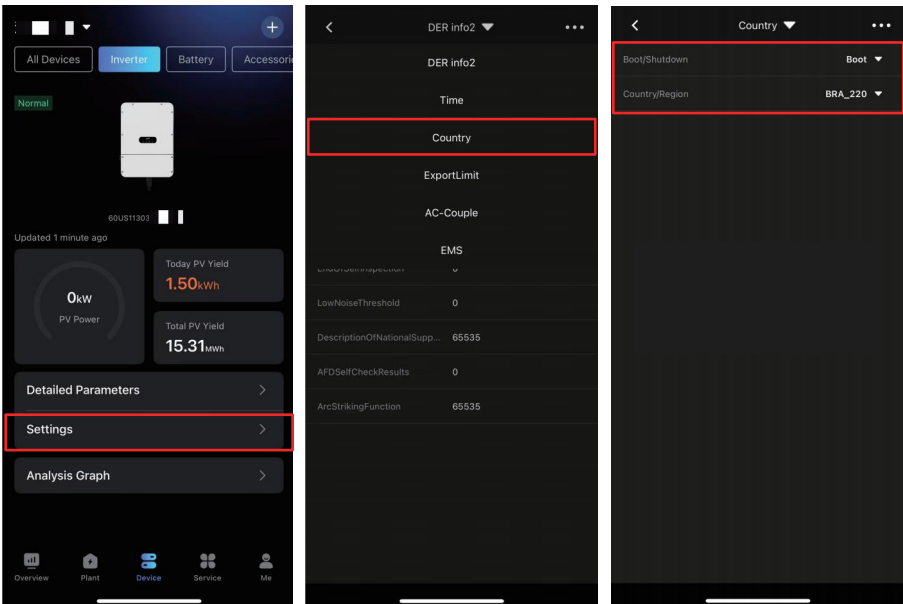 All Devices
Inverter
Battery
Accessori
Normal
60US11303
Updated 1 minute ago
0kW
PV Power
Today PV Yield
1.50kWh
Total PV Yield
15.31MWh
Detailed Parameters
Settings
Analysis Graph
Overview
Plant
Device
Service
Me
DER info2
DER info2
Time
Country
ExportLimit
AC-Couple
EMS
LowNoiseThreshold 0
DescriptionOfNationalSupp... 65535
AFDSelfCheckResults 0
ArcStrikingFunction 65535
Country
Boot/Shutdown Boot
Country/Region BRA_220